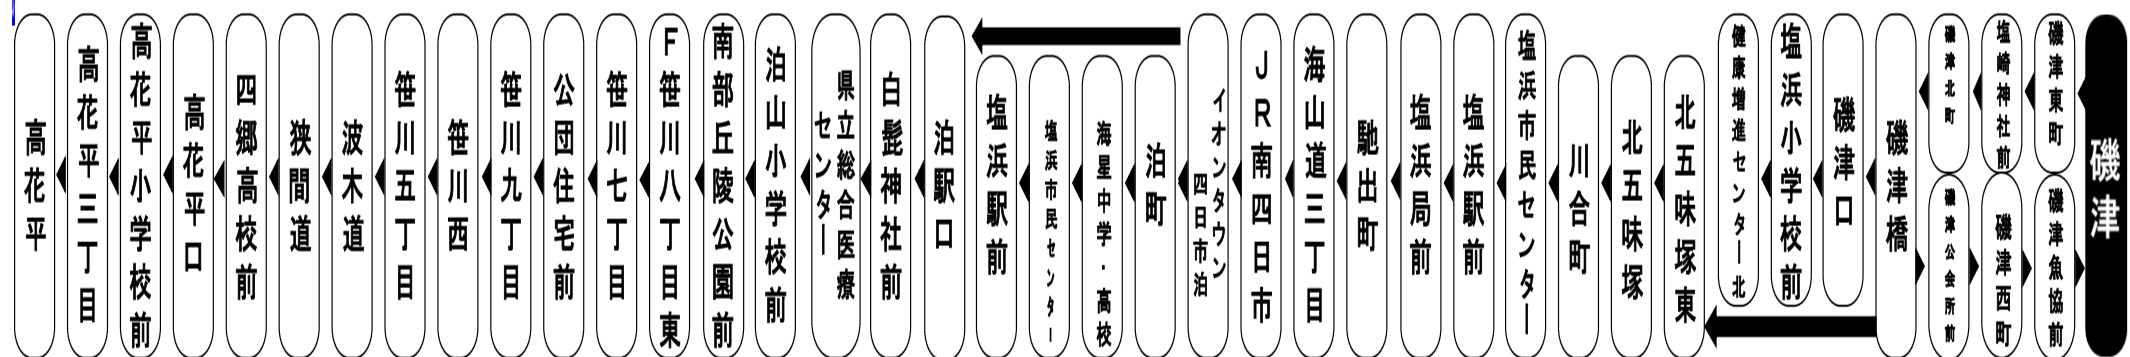 磯津
磯津東町
磯津魚協前
塩崎神社前
磯津西町
磯津北町
磯津公会所前
磯津橋
磯津口
塩浜小学校前
健康増進センター北
北五味塚東
北五味塚
川合町
塩浜市民センター
塩浜駅前
塩浜局前
馳出町
海山道三丁目
JR南四日市
イオンタウン
四日市泊
泊町
海星中学・高校
塩浜市民センター
塩浜駅前
泊駅口
白髭神社前
県立総合医療
センター
泊山小学校前
南部丘陵公園前
F笹川八丁目東
笹川七丁目
公団住宅前
笹川九丁目
笹川西
笹川五丁目
波木道
狭間道
四郷高校前
高花平口
高花平小学校前
高花平三丁目
高花平